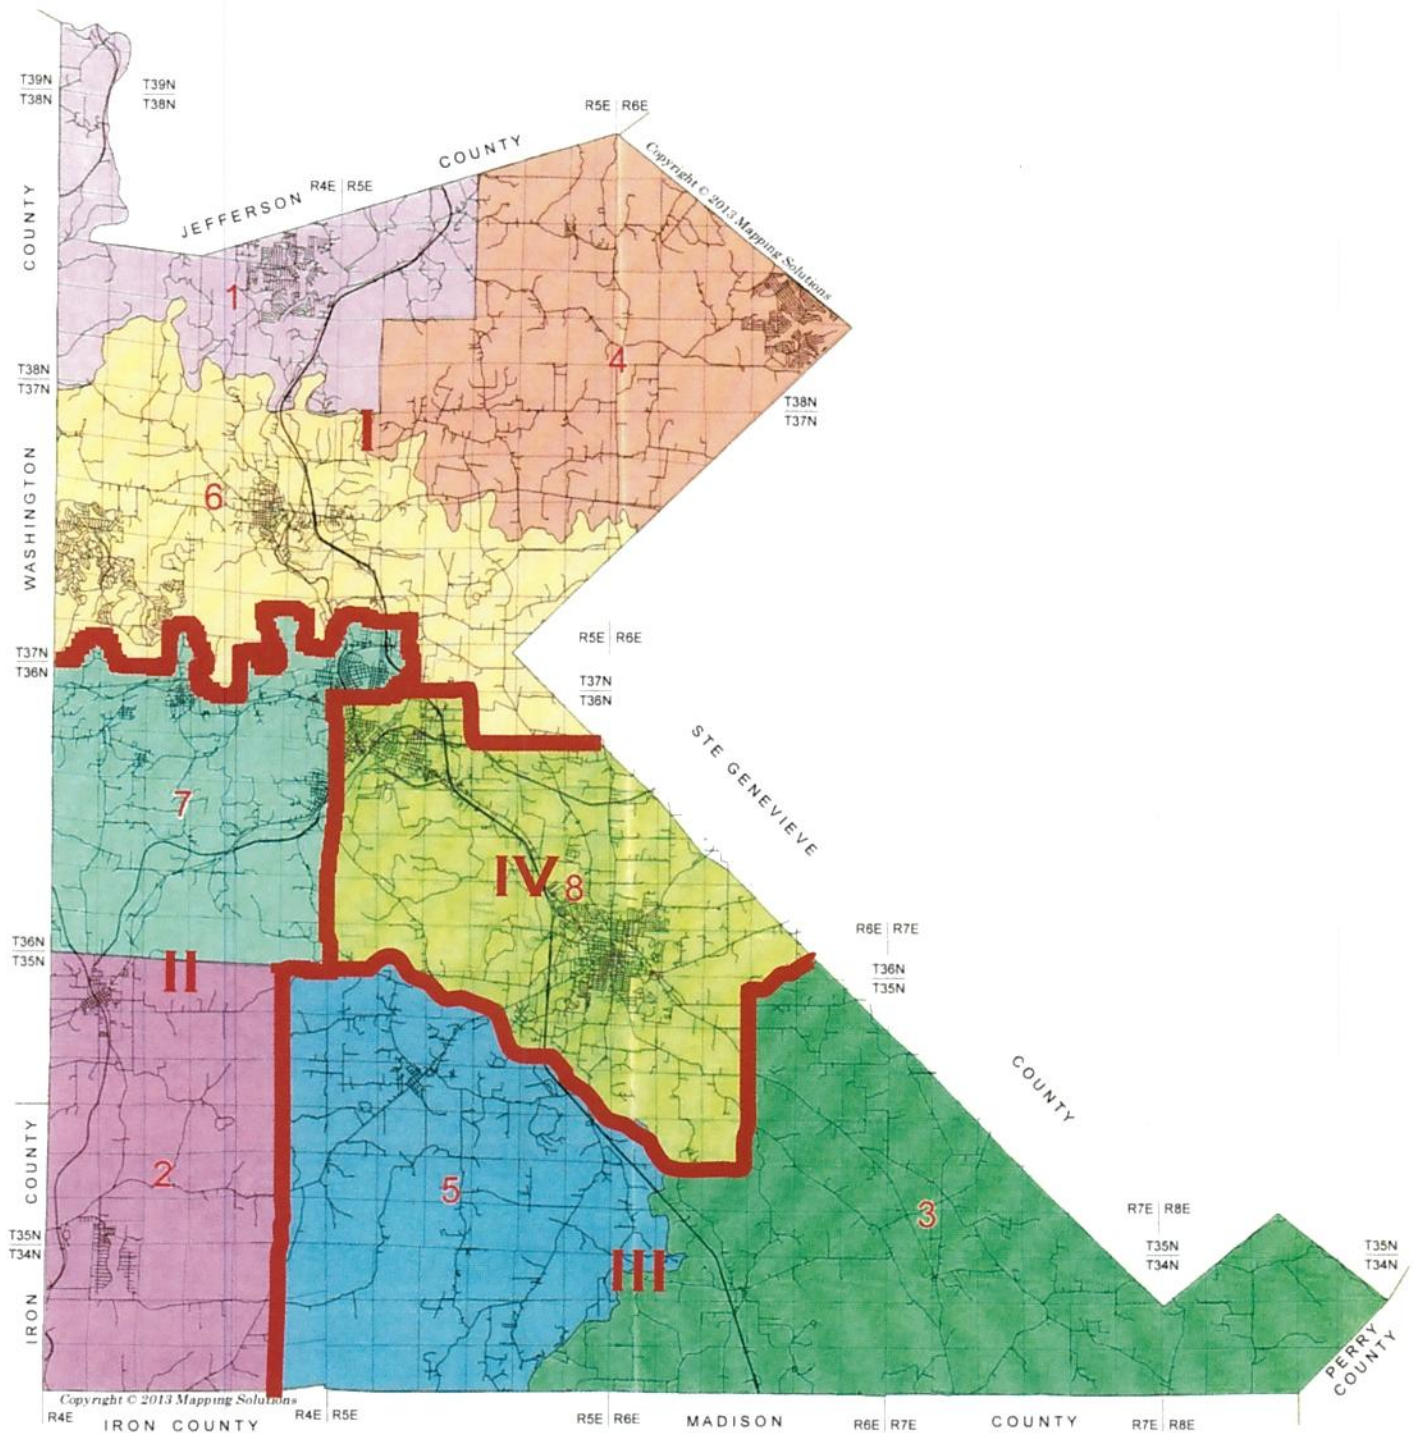 T39N
T38N
T39N
T38N
R5E R6E
COUNTY
JEFFERSON
R4E R5E
Copyright © 2013 Mapping Solutions
COUNTY
1
4
T38N
T37N
T38N
T37N
I
6
WASHINGTON
R5E R6E
T37N
T36N
T37N
T36N
STE GENEVIEVE
7
IV 8
R6E R7E
T36N
T35N
T36N
T35N
II
COUNTY
COUNTY
2
5
3
R7E R8E
T35N
T34N
T35N
T34N
T35N
T34N
III
IRON
PERRY
COUNTY
Copyright © 2013 Mapping Solutions
R4E
IRON COUNTY
R4E R5E
R5E R6E
MADISON
R6E R7E
COUNTY
R7E R8E